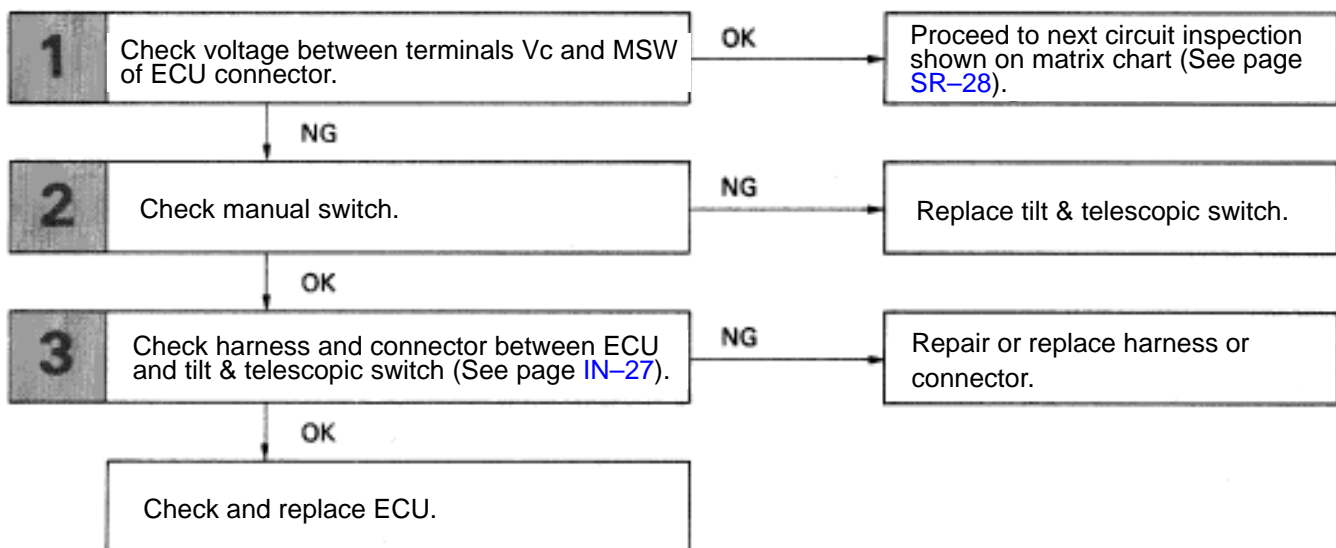 1
Check voltage between terminals Vc and MSW
of ECU connector.
OK
Proceed to next circuit inspection
shown on matrix chart (See page
SR–28).
NG
2
Check manual switch.
NG
Replace tilt & telescopic switch.
OK
3
Check harness and connector between ECU
and tilt & telescopic switch (See page IN–27).
NG
Repair or replace harness or
connector.
OK
Check and replace ECU.